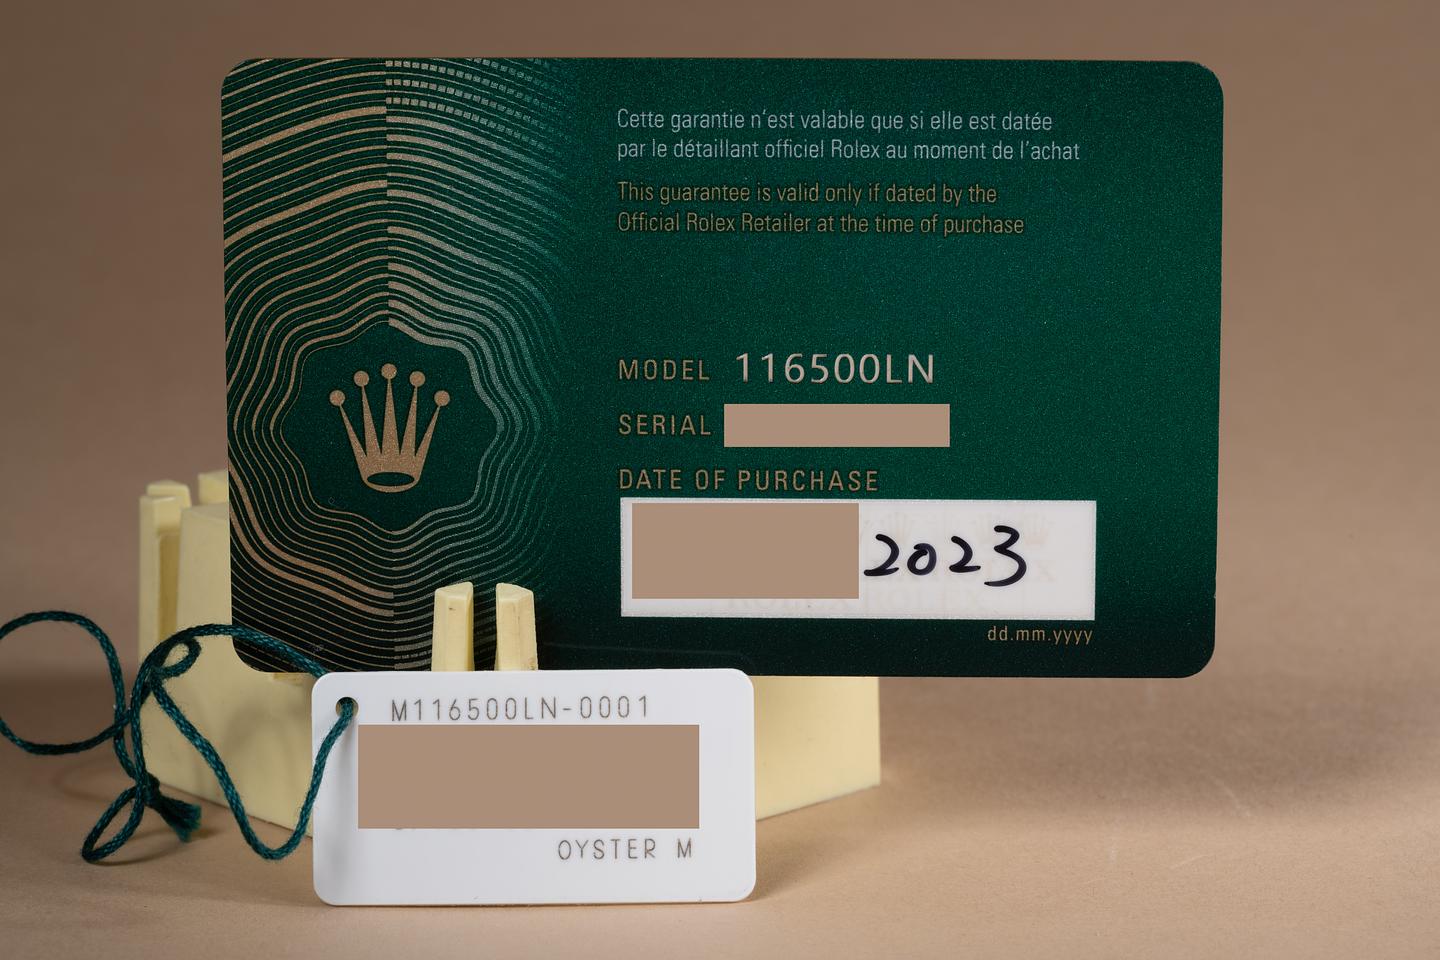 Cette garantie n'est valable que si elle est datée
par le détaillant officiel Rolex au moment de l'achat
This guarantee is valid only if dated by the
Official Rolex Retailer at the time of purchase
MODEL 116500LN
SERIAL
DATE OF PURCHASE
2023
dd.mm.yyyy
M116500LN-0001
OYSTER M